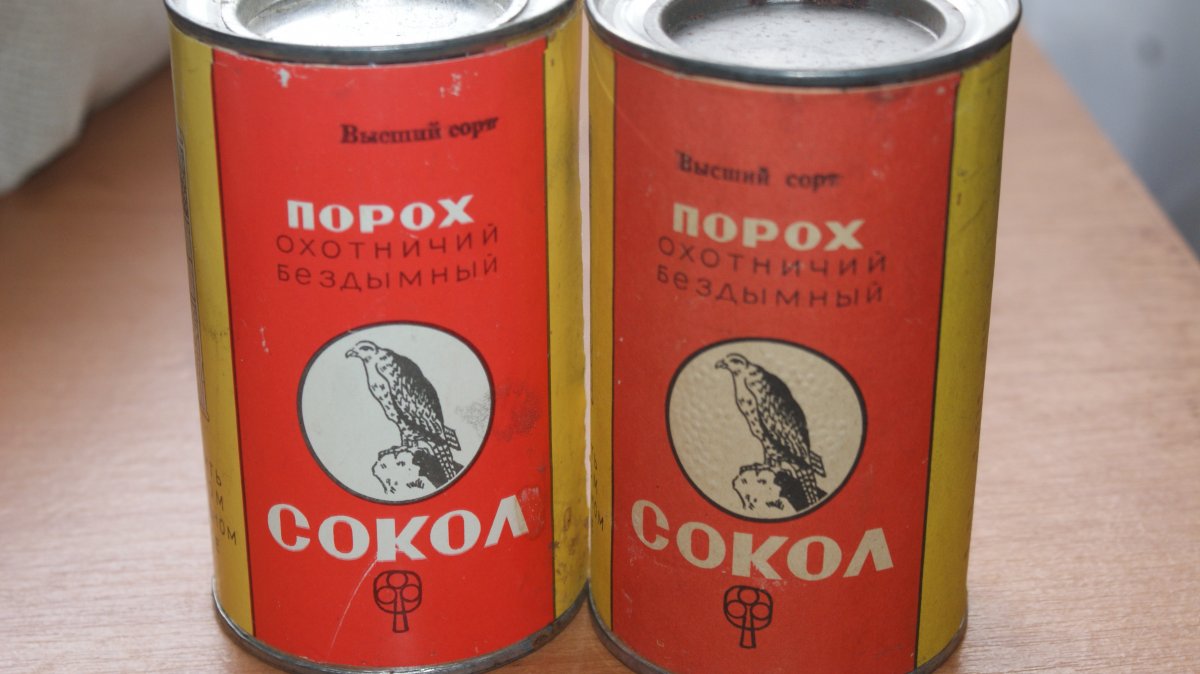 Высший сорт
ПОРОХ
ОХОТНИЧИЙ
БЕЗДЫМНЫЙ
СОКОЛ
Высший сорт
ПОРОХ
ОХОТНИЧИЙ
БЕЗДЫМНЫЙ
СОКОЛ